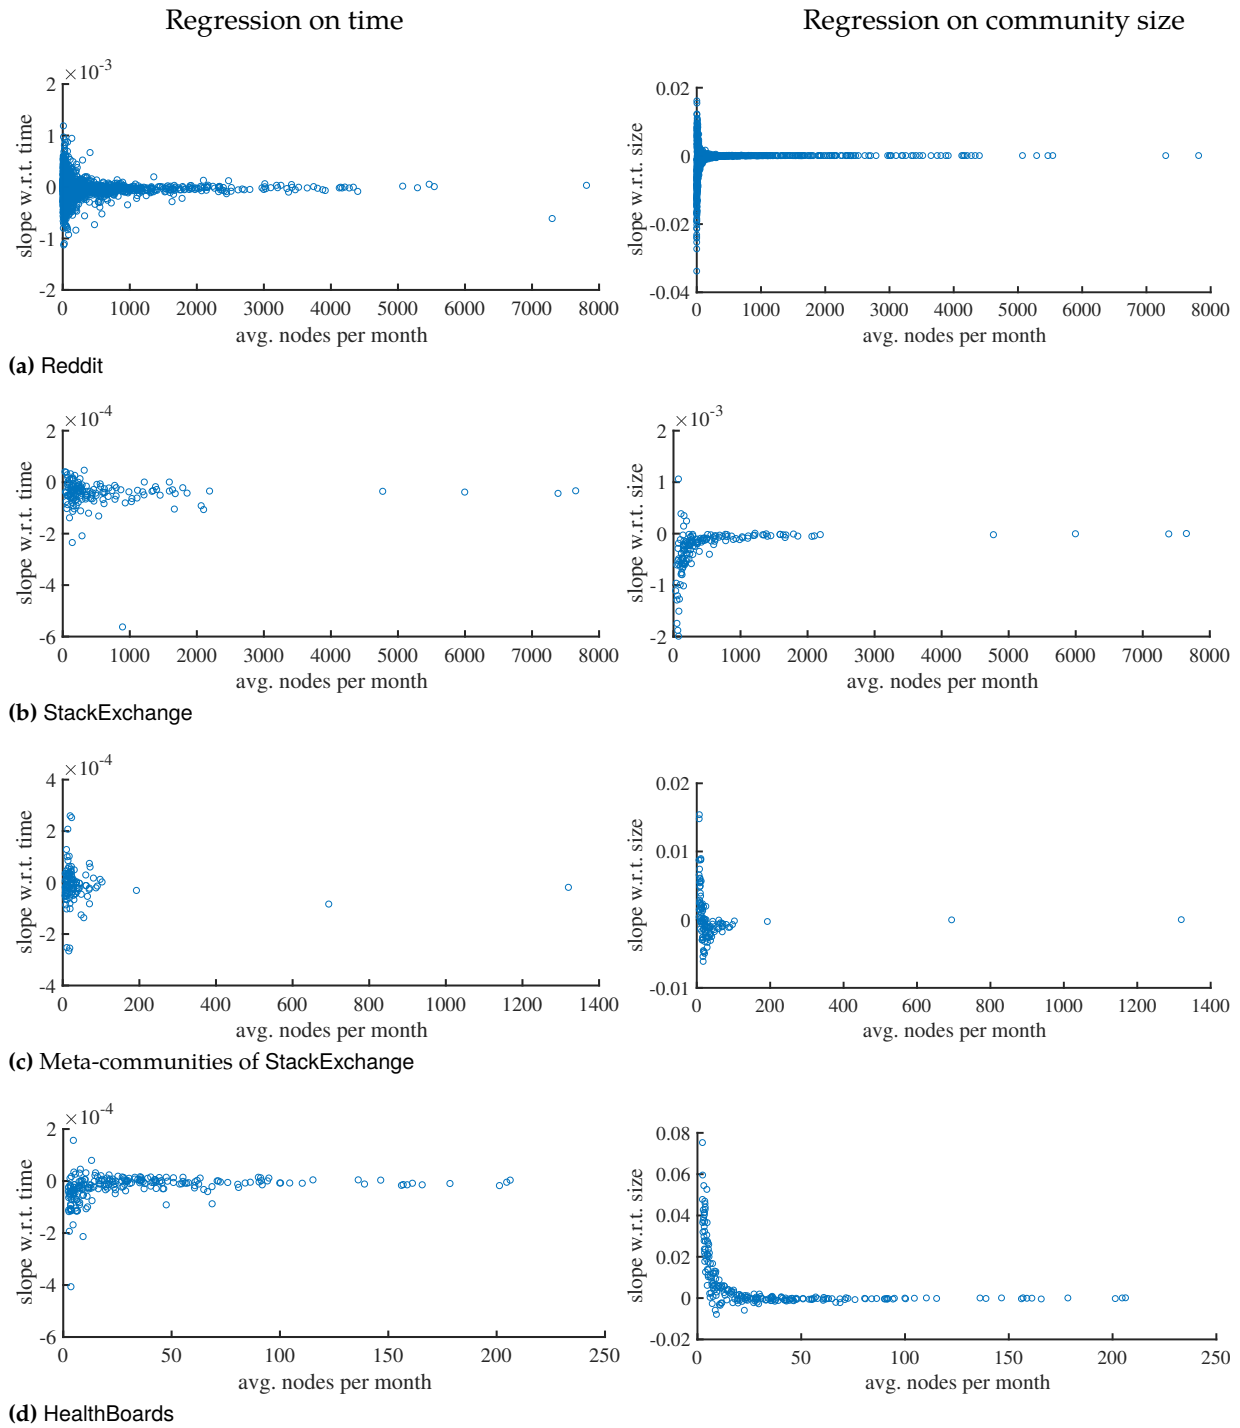 Regression on time
Regression on community size
×10⁻³
2
1
0
-1
-2
slope w.r.t. time
0 1000 2000 3000 4000 5000 6000 7000 8000
avg. nodes per month
0.02
0
-0.02
-0.04
slope w.r.t. size
0 1000 2000 3000 4000 5000 6000 7000 8000
avg. nodes per month
(a) Reddit
×10⁻⁴
2
0
-2
-4
-6
slope w.r.t. time
0 1000 2000 3000 4000 5000 6000 7000 8000
avg. nodes per month
×10⁻³
2
1
0
-1
-2
slope w.r.t. size
0 1000 2000 3000 4000 5000 6000 7000 8000
avg. nodes per month
(b) StackExchange
×10⁻⁴
4
2
0
-2
-4
slope w.r.t. time
0 200 400 600 800 1000 1200 1400
avg. nodes per month
0.02
0.01
0
-0.01
slope w.r.t. size
0 200 400 600 800 1000 1200 1400
avg. nodes per month
(c) Meta-communities of StackExchange
×10⁻⁴
2
0
-2
-4
-6
slope w.r.t. time
0 50 100 150 200 250
avg. nodes per month
0.08
0.06
0.04
0.02
0
-0.02
slope w.r.t. size
0 50 100 150 200 250
avg. nodes per month
(d) HealthBoards